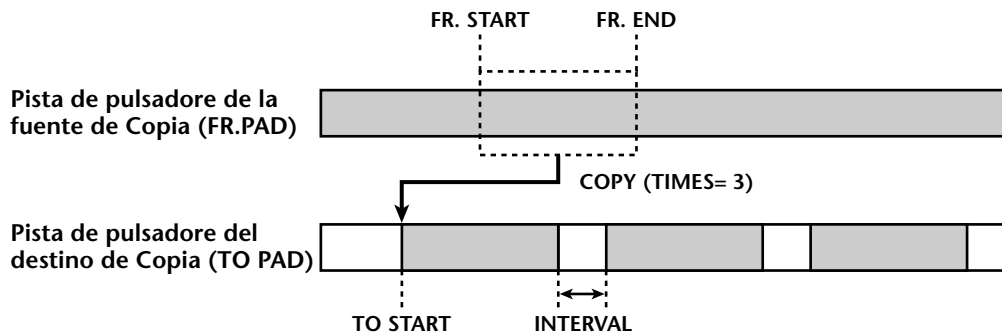 FR. START FR. END
Pista de pulsadore de la
fuente de Copia (FR.PAD)
COPY (TIMES= 3)
Pista de pulsadore del
destino de Copia (TO PAD)
TO START INTERVAL